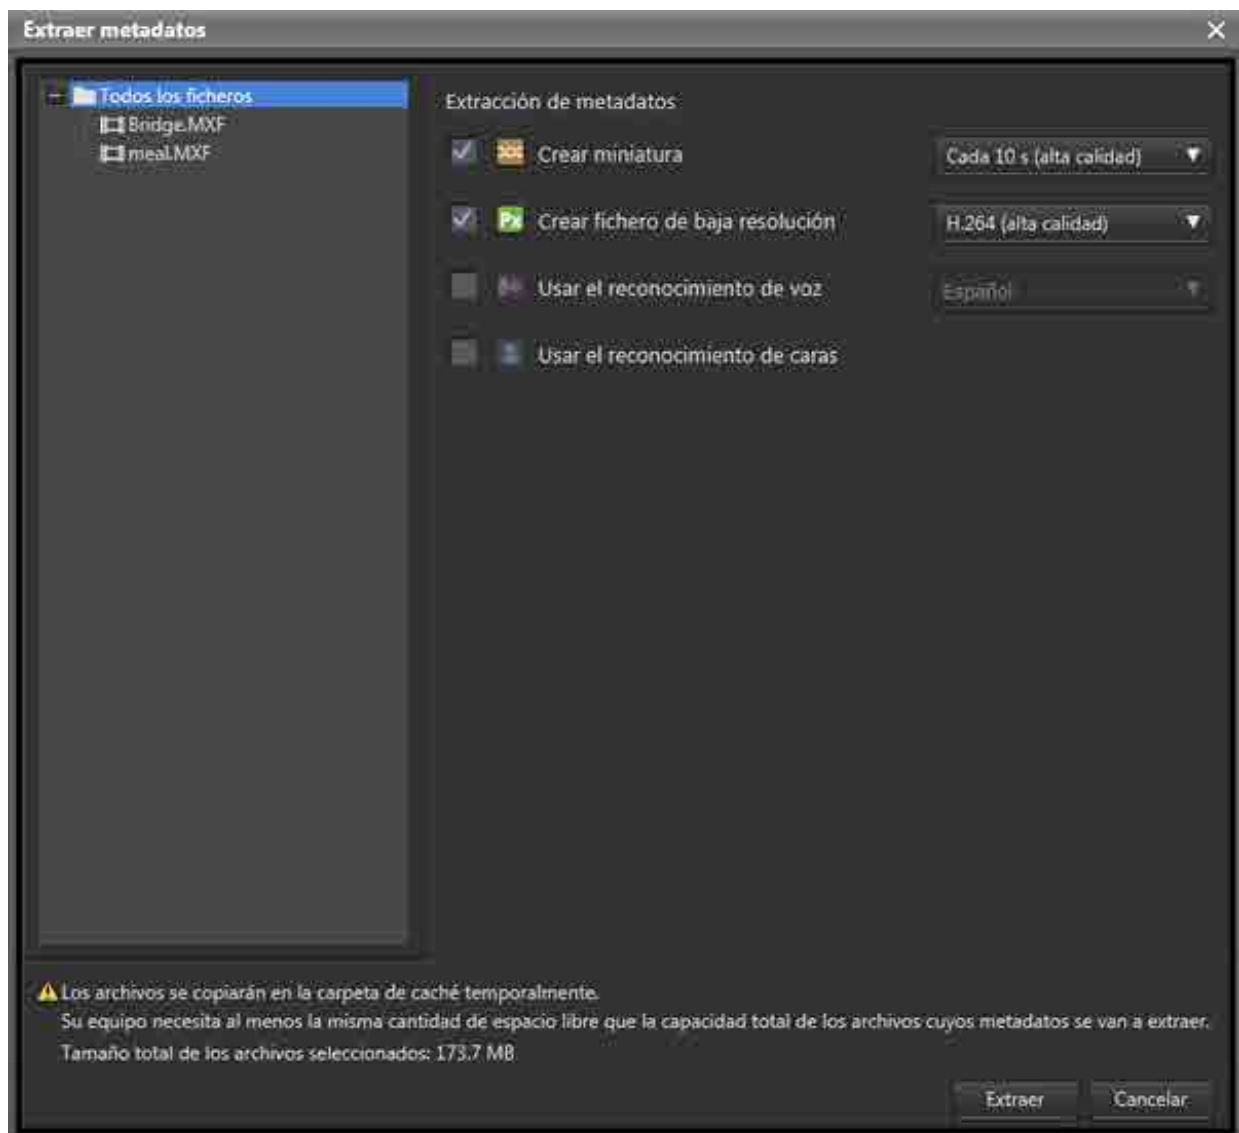 Extraer metadatos
Todos los ficheros
Bridge.MXF
meal.MXF
Extracción de metadatos
Crear miniatura
Cada 10 s (alta calidad)
Px
Crear fichero de baja resolución
H.264 (alta calidad)
Usar el reconocimiento de voz
Español
Usar el reconocimiento de caras
Los archivos se copiarán en la carpeta de caché temporalmente.
Su equipo necesita al menos la misma cantidad de espacio libre que la capacidad total de los archivos cuyos metadatos se van a extraer.
Tamaño total de los archivos seleccionados: 173.7 MB
Extraer
Cancelar